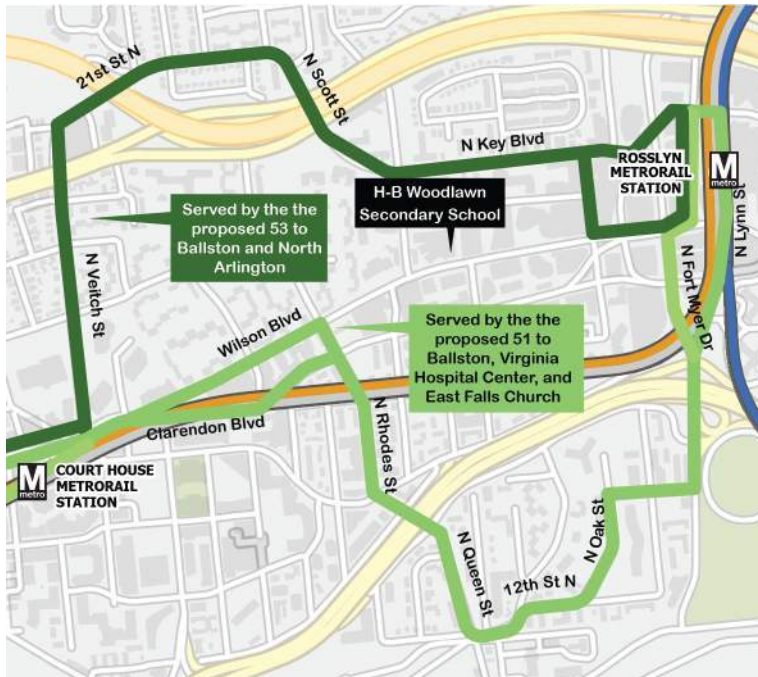 21st St N
N Scott St
N Key Blvd
ROSSLYN
METRORAIL
STATION
M
metro
N Lynn St
H-B Woodlawn
Secondary School
Served by the the
proposed 53 to
Ballston and North
Arlington
N Veitch St
N Fort Myer Dr
Wilson Blvd
Served by the the
proposed 51 to
Ballston, Virginia
Hospital Center, and
East Falls Church
Clarendon Blvd
N Rhodes St
M
metro
COURT HOUSE
METRORAIL
STATION
N Queen St
12th St N
N Oak St